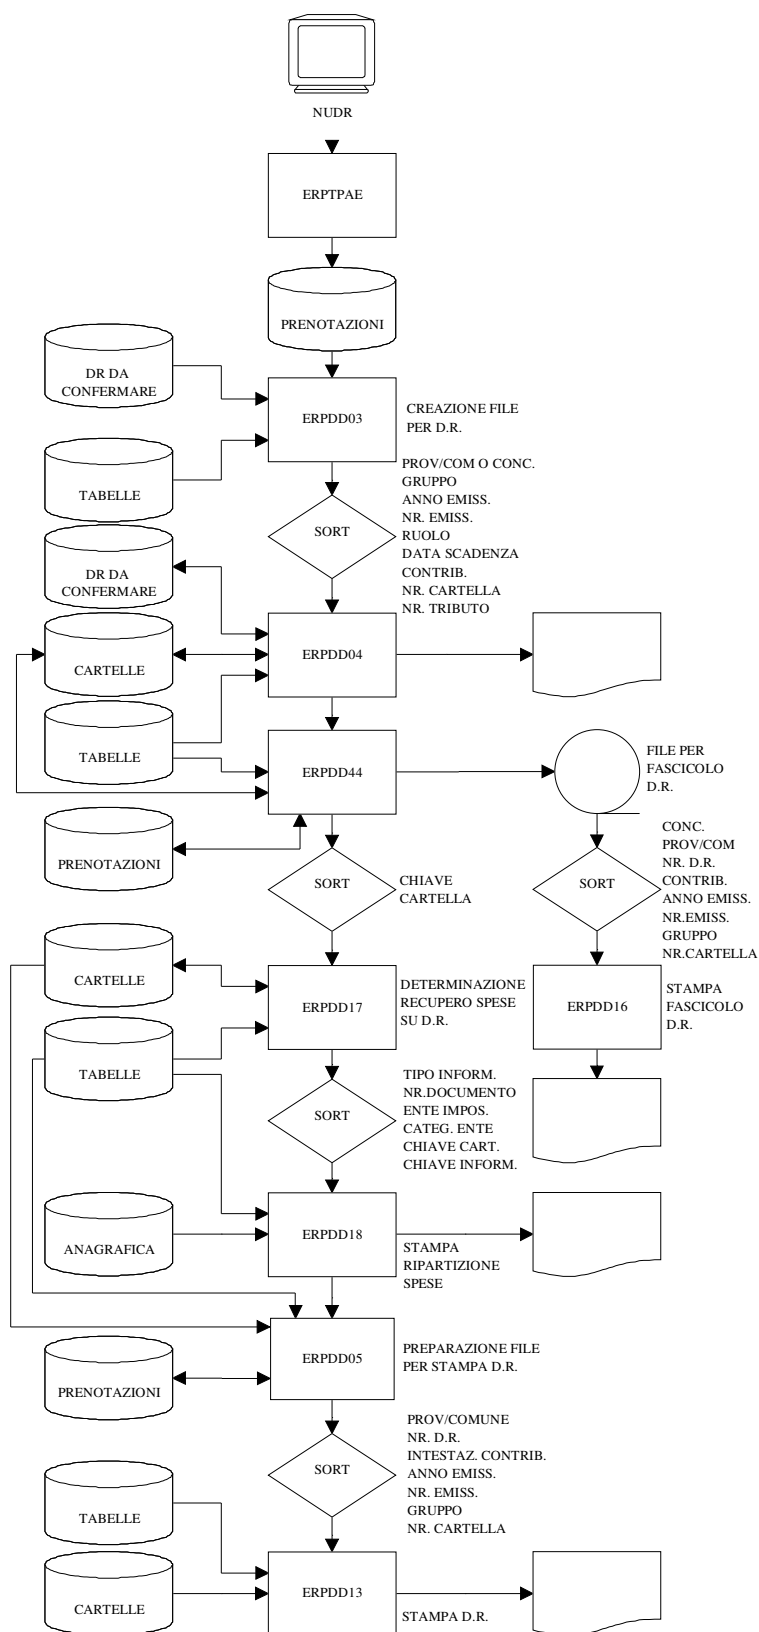 NUDR
ERPTPAE
PRENOTAZIONI
DR DA
CONFERMARE
ERPDD03
CREAZIONE FILE
PER D.R.
TABELLE
SORT
PROV/COM O CONC.
GRUPPO
ANNO EMISS.
NR. EMISS.
RUOLO
DATA SCADENZA
CONTRIB.
NR. CARTELLA
NR. TRIBUTO
DR DA
CONFERMARE
CARTELLE
ERPDD04
TABELLE
ERPDD44
FILE PER
FASCICOLO
D.R.
PRENOTAZIONI
SORT
CHIAVE
CARTELLA
SORT
CONC.
PROV/COM
NR. D.R.
CONTRIB.
ANNO EMISS.
NR.EMISS.
GRUPPO
NR.CARTELLA
CARTELLE
ERPDD17
DETERMINAZIONE
RECUPERO SPESE
SU D.R.
ERPDD16
STAMPA
FASCICOLO
D.R.
TABELLE
SORT
TIPO INFORM.
NR.DOCUMENTO
ENTE IMPOS.
CATEG. ENTE
CHIAVE CART.
CHIAVE INFORM.
ANAGRAFICA
ERPDD18
STAMPA
RIPARTIZIONE
SPESE
ERPDD05
PREPARAZIONE FILE
PER STAMPA D.R.
PRENOTAZIONI
SORT
PROV/COMUNE
NR. D.R.
INTESTAZ. CONTRIB.
ANNO EMISS.
NR. EMISS.
GRUPPO
NR. CARTELLA
TABELLE
CARTELLE
ERPDD13
STAMPA D.R.